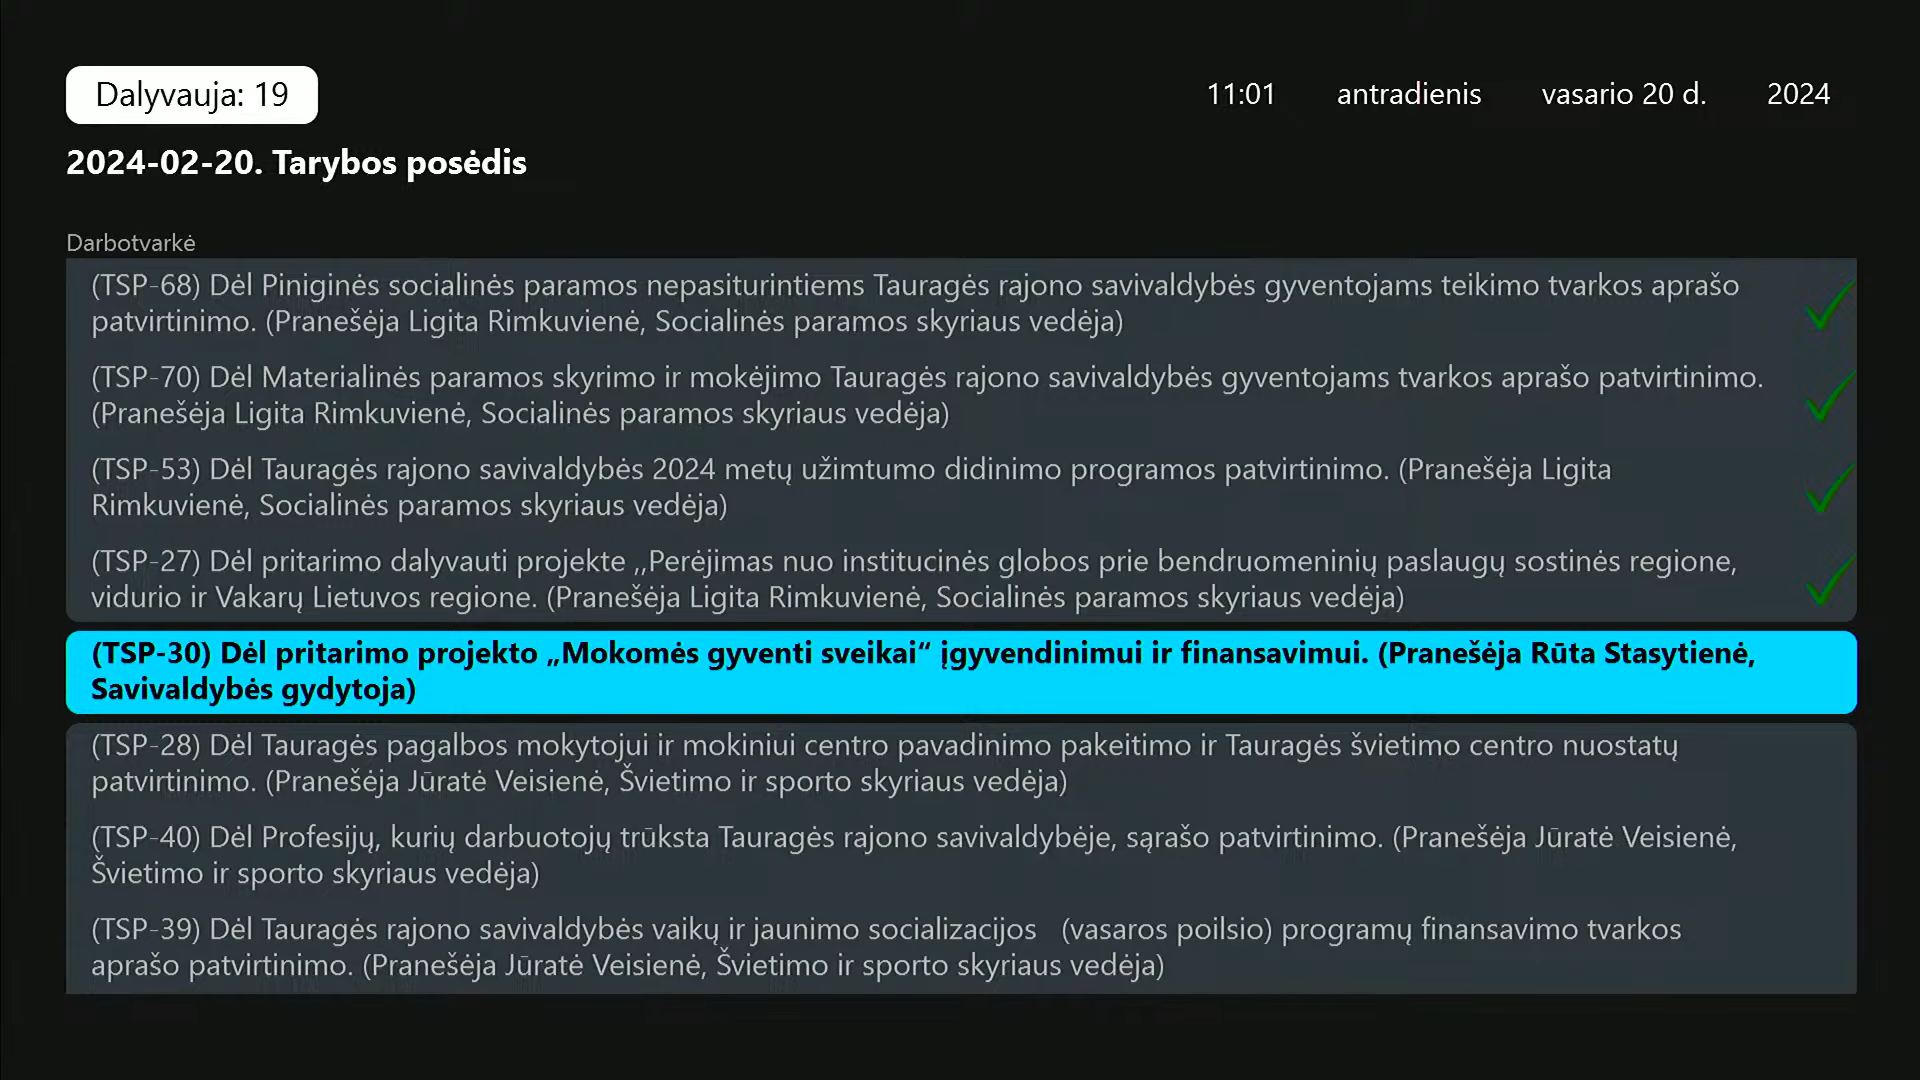 Dalyvauja: 19
11:01 antradienis vasario 20 d. 2024
2024-02-20. Tarybos posėdis
Darbotvarkė
(TSP-68) Dėl Piniginės socialinės paramos nepasiturintiems Tauragės rajono savivaldybės gyventojams teikimo tvarkos aprašo
patvirtinimo. (Pranešėja Ligita Rimkuvienė, Socialinės paramos skyriaus vedėja)
(TSP-70) Dėl Materialinės paramos skyrimo ir mokėjimo Tauragės rajono savivaldybės gyventojams tvarkos aprašo patvirtinimo.
(Pranešėja Ligita Rimkuvienė, Socialinės paramos skyriaus vedėja)
(TSP-53) Dėl Tauragės rajono savivaldybės 2024 metų užimtumo didinimo programos patvirtinimo. (Pranešėja Ligita
Rimkuvienė, Socialinės paramos skyriaus vedėja)
(TSP-27) Dėl pritarimo dalyvauti projekte ,,Perėjimas nuo institucinės globos prie bendruomeninių paslaugų sostinės regione,
vidurio ir Vakarų Lietuvos regione. (Pranešėja Ligita Rimkuvienė, Socialinės paramos skyriaus vedėja)
(TSP-30) Dėl pritarimo projekto „Mokomės gyventi sveikai“ įgyvendinimui ir finansavimui. (Pranešėja Rūta Stasytienė,
Savivaldybės gydytoja)
(TSP-28) Dėl Tauragės pagalbos mokytojui ir mokiniui centro pavadinimo pakeitimo ir Tauragės švietimo centro nuostatų
patvirtinimo. (Pranešėja Jūratė Veisienė, Švietimo ir sporto skyriaus vedėja)
(TSP-40) Dėl Profesijų, kurių darbuotojų trūksta Tauragės rajono savivaldybėje, sąrašo patvirtinimo. (Pranešėja Jūratė Veisienė,
Švietimo ir sporto skyriaus vedėja)
(TSP-39) Dėl Tauragės rajono savivaldybės vaikų ir jaunimo socializacijos (vasaros poilsio) programų finansavimo tvarkos
aprašo patvirtinimo. (Pranešėja Jūratė Veisienė, Švietimo ir sporto skyriaus vedėja)